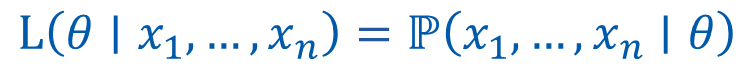 L(θ | x₁, ..., xₙ) = ℙ(x₁, ..., xₙ | θ)